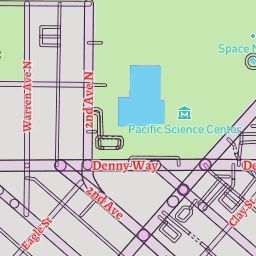 Space N
Warren Ave N
2nd Ave N
Pacific Science Center
Denny Way
De
2nd Ave
Clay St
Eagle St